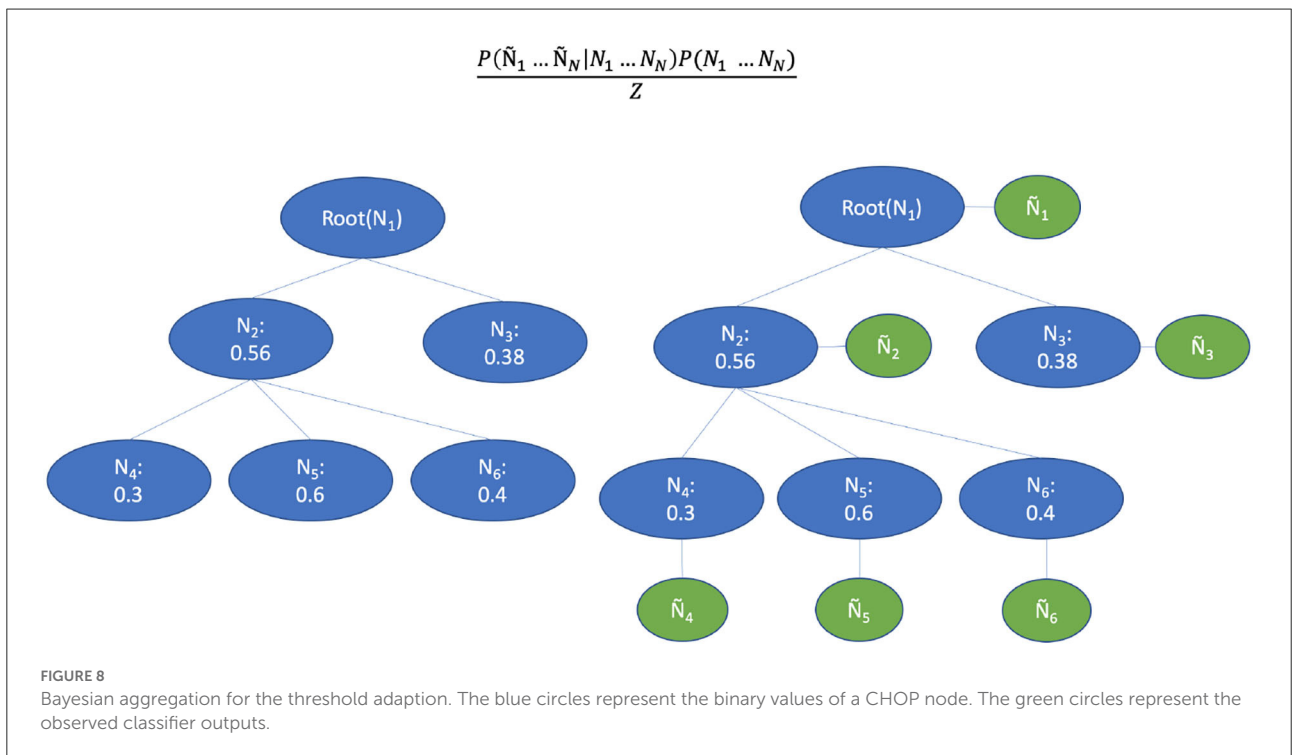 P(Ñ₁ ... Ñ_N|N₁ ... N_N)P(N₁ ... N_N)
Z
Root(N₁)
N₂:
0.56
N₃:
0.38
N₄:
0.3
N₅:
0.6
N₆:
0.4
Root(N₁)
Ñ₁
N₂:
0.56
Ñ₂
N₃:
0.38
Ñ₃
N₄:
0.3
N₅:
0.6
N₆:
0.4
Ñ₄
Ñ₅
Ñ₆
FIGURE 8
Bayesian aggregation for the threshold adaption. The blue circles represent the binary values of a CHOP node. The green circles represent the
observed classifier outputs.